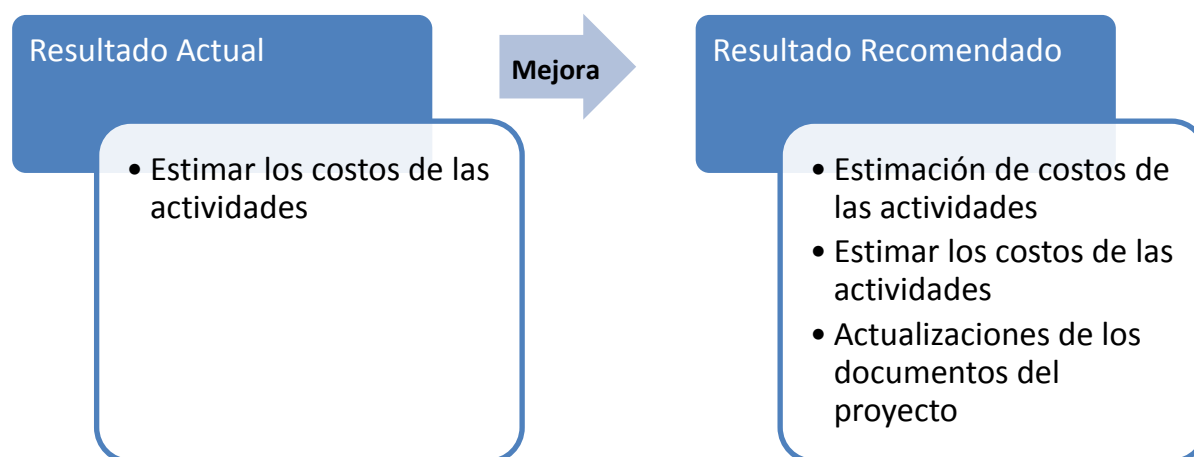 Resultado Actual
• Estimar los costos de las
actividades
Mejora
Resultado Recomendado
• Estimación de costos de
las actividades
• Estimar los costos de las
actividades
• Actualizaciones de los
documentos del
proyecto